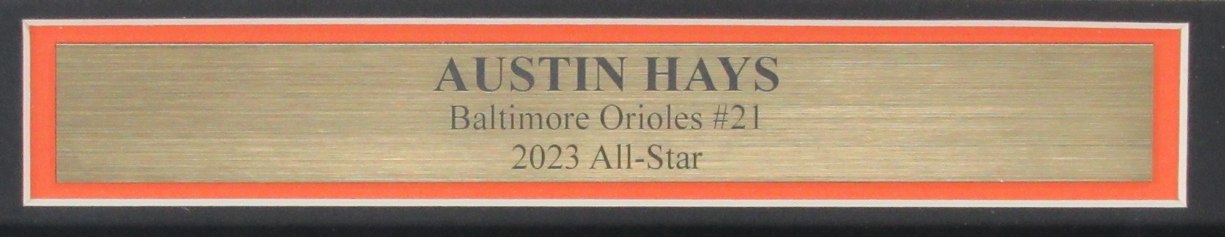 AUSTIN HAYS
Baltimore Orioles #21
2023 All-Star